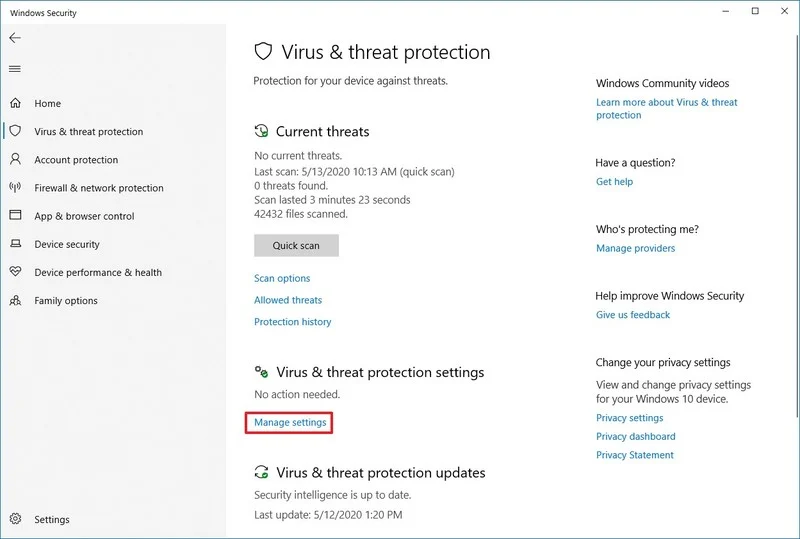 Windows Security
Home
Virus & threat protection
Account protection
Firewall & network protection
App & browser control
Device security
Device performance & health
Family options
Settings
Virus & threat protection
Protection for your device against threats.
Current threats
No current threats.
Last scan: 5/13/2020 10:13 AM (quick scan)
0 threats found.
Scan lasted 3 minutes 23 seconds
42432 files scanned.
Quick scan
Scan options
Allowed threats
Protection history
Virus & threat protection settings
No action needed.
Manage settings
Virus & threat protection updates
Security intelligence is up to date.
Last update: 5/12/2020 1:20 PM
Windows Community videos
Learn more about Virus & threat
protection
Have a question?
Get help
Who's protecting me?
Manage providers
Help improve Windows Security
Give us feedback
Change your privacy settings
View and change privacy settings
for your Windows 10 device.
Privacy settings
Privacy dashboard
Privacy Statement